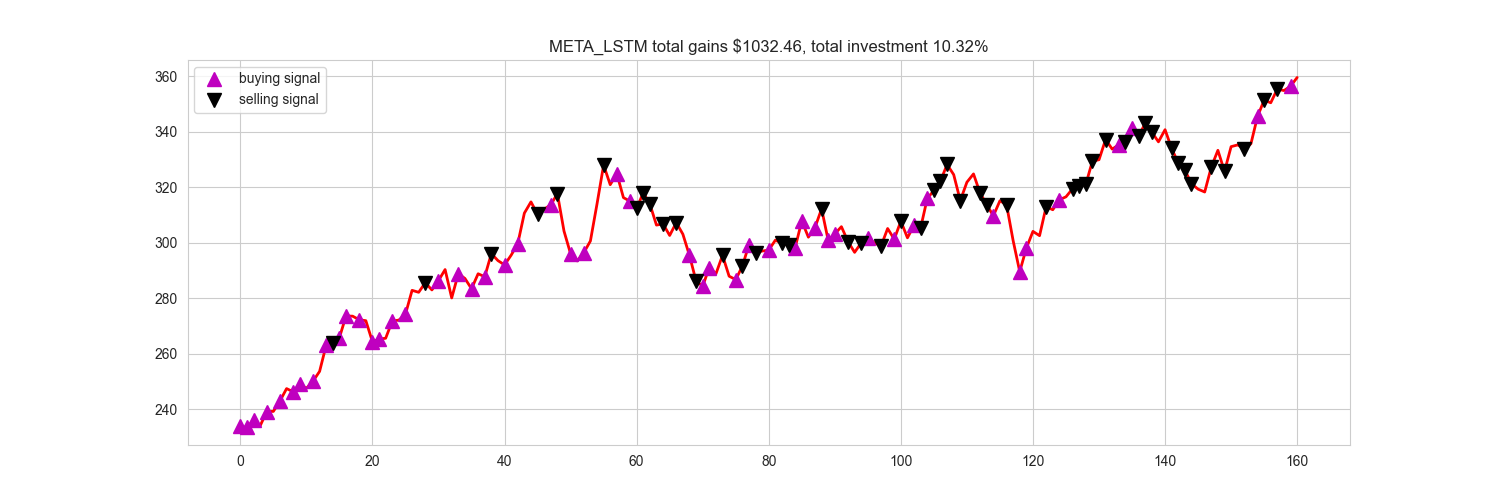 META_LSTM total gains $1032.46, total investment 10.32%
buying signal
selling signal
360
340
320
300
280
260
240
0 20 40 60 80 100 120 140 160